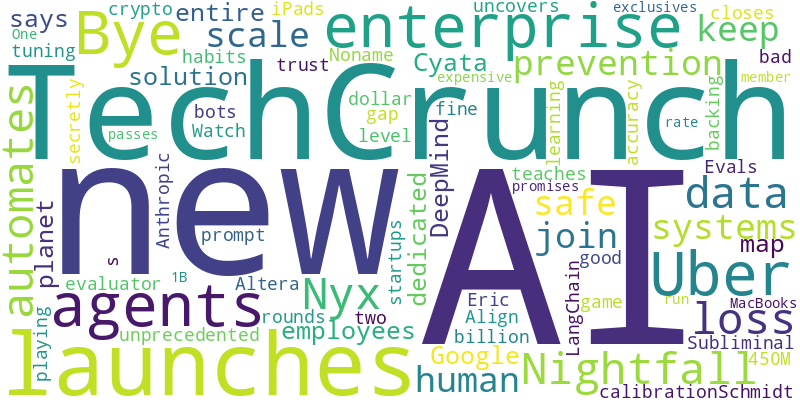 crypto
entire
iPads
uncovers
exclusives
says
Bye
scale
enterprise
closes
keep
One
tuning
habits
Noname
Cyata
prevention
bad
solution
trust
expensive
member
TechCrunch
secretly
automates
bots
dollar
fine
learning
accuracy
backing
passes
Watch
gap
level
rate
new
AI
planet
Anthropic
prompt
dedicated
DeepMind
teaches
promises
Evals
safe
data
s
startups
join
systems
good
map
evaluator
1B
Altera
Nyx
Eric
LangChain
game
run
Uber
MacBooks
agents
rounds
two
Align
loss
playing
unprecedented
employees
billion
Subliminal
launches
Google
human
Nightfall
450M
calibrationSchmidt